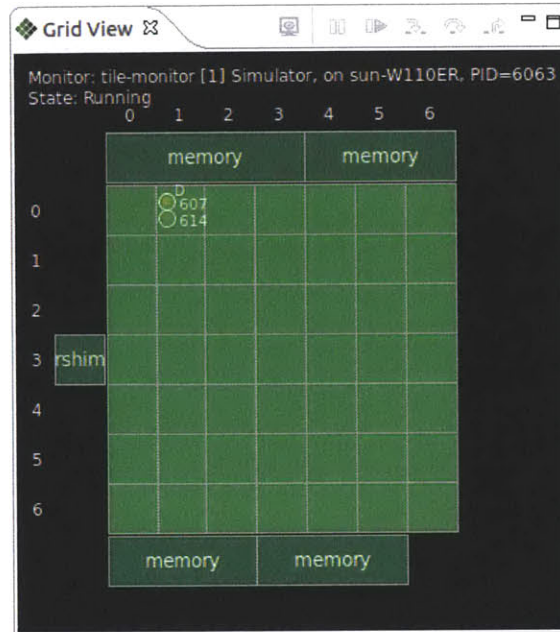 Grid View
Monitor: tile-monitor [1] Simulator, on sun-W110ER, PID=6063
State: Running
0 1 2 3 4 5 6
memory memory
D
0 607
614
1
2
3 rshim
4
5
6
memory memory